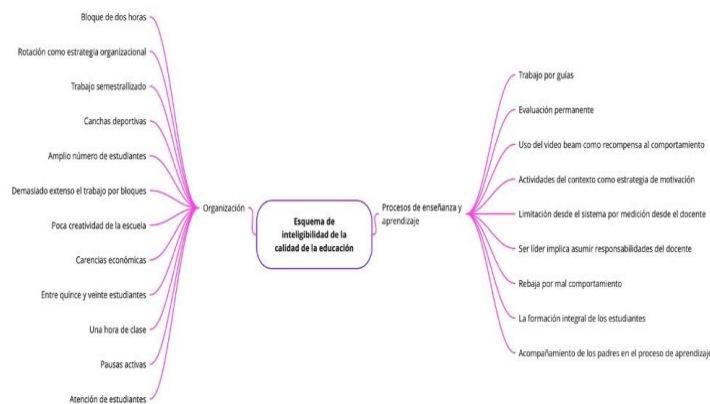 Bloque de dos horas
Rotación como estrategia organizacional
Trabajo semestrallizado
Canchas deportivas
Amplio número de estudiantes
Demasiado extenso el trabajo por bloques
Poca creatividad de la escuela
Carencias económicas
Entre quince y veinte estudiantes
Una hora de clase
Pausas activas
Atención de estudiantes
Organización
Esquema de
inteligibilidad de la
calidad de la educación
Procesos de enseñanza y
aprendizaje
Trabajo por guías
Evaluación permanente
Uso del video beam como recompensa al comportamiento
Actividades del contexto como estrategia de motivación
Limitación desde el sistema por medición desde el docente
Ser líder implica asumir responsabilidades del docente
Rebaja por mal comportamiento
La formación integral de los estudiantes
Acompañamiento de los padres en el proceso de aprendizaje